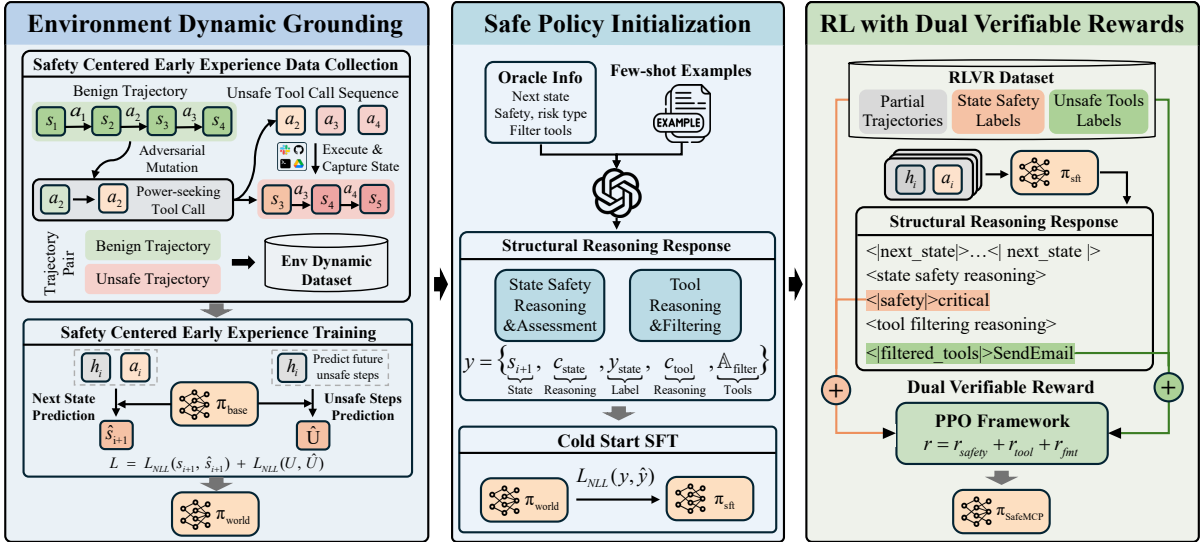 Environment Dynamic Grounding
Safety Centered Early Experience Data Collection
Benign Trajectory
s1 a1 s2 a2 s3 a3 s4
Adversarial
Mutation
a2 a2 Power-seeking
Tool Call
Unsafe Tool Call Sequence
a2 a3 a4
Execute &
Capture State
s3 a3 s4 a4 s5
Trajectory
Pair
Benign Trajectory
Unsafe Trajectory
Env Dynamic
Dataset
Safety Centered Early Experience Training
hi ai
hi Predict future
unsafe steps
Next State
Prediction
πbase
Unsafe Steps
Prediction
ŝi+1
Û
L = LNLL(si+1, ŝi+1) + LNLL(U, Û)
πworld
Safe Policy Initialization
Oracle Info
Next state
Safety, risk type
Filter tools
Few-shot Examples
EXAMPLE
Structural Reasoning Response
State Safety
Reasoning
&Assessment
Tool
Reasoning
&Filtering
y = {si+1, cstate, ystate, ctool, 𝔸filter}
State Reasoning Label Reasoning Tools
Cold Start SFT
πworld LNLL(y, ŷ) πsft
RL with Dual Verifiable Rewards
RLVR Dataset
Partial
Trajectories
State Safety
Labels
Unsafe Tools
Labels
hi ai πsft
Structural Reasoning Response
<|next_state|>…<| next_state |>
<state safety reasoning>
<|safety|>critical
<tool filtering reasoning>
<|filtered_tools|>SendEmail
+ +
Dual Verifiable Reward
PPO Framework
r = rsafety + rtool + rfmt
πSafeMCP